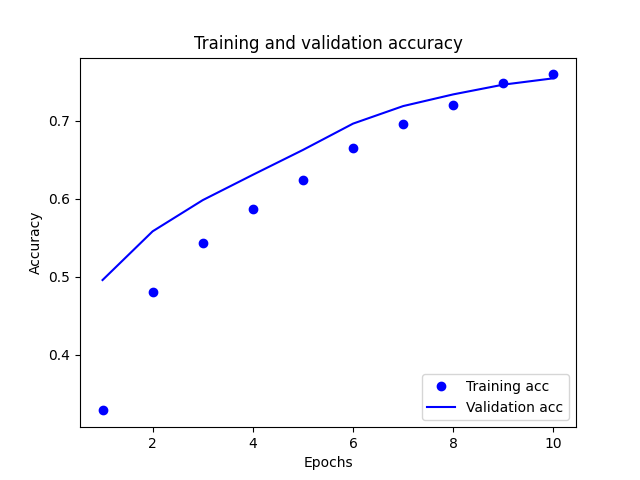 Training and validation accuracy
Accuracy
0.7
0.6
0.5
0.4
2
4
6
8
10
Epochs
Training acc
Validation acc